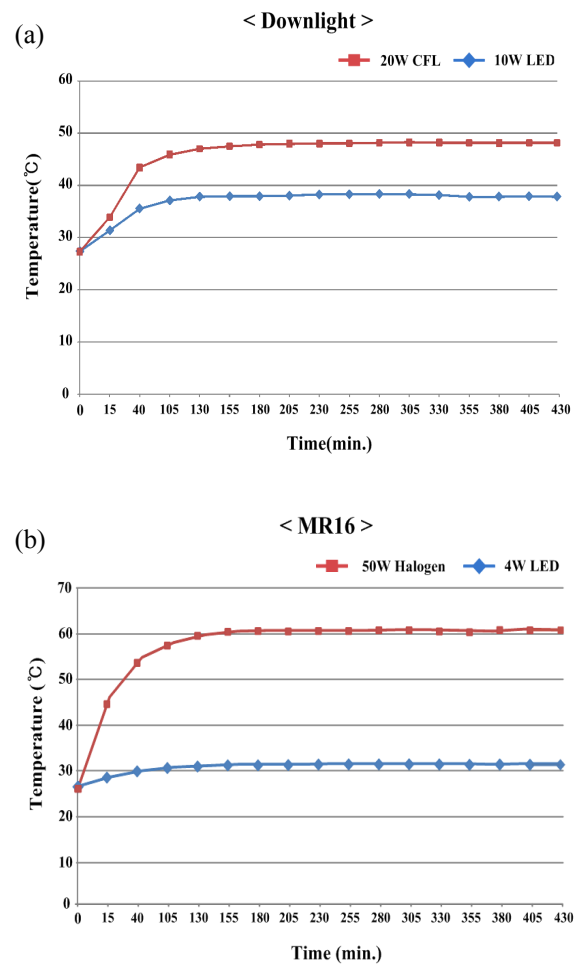 (a)
< Downlight >
20W CFL 10W LED
Temperature(℃)
60
50
40
30
20
10
0
0 15 40 105 130 155 180 205 230 255 280 305 330 355 380 405 430
Time(min.)
(b)
< MR16 >
50W Halogen 4W LED
Temperature (℃)
70
60
50
40
30
20
10
0
0 15 40 105 130 155 180 205 230 255 280 305 330 355 380 405 430
Time (min.)